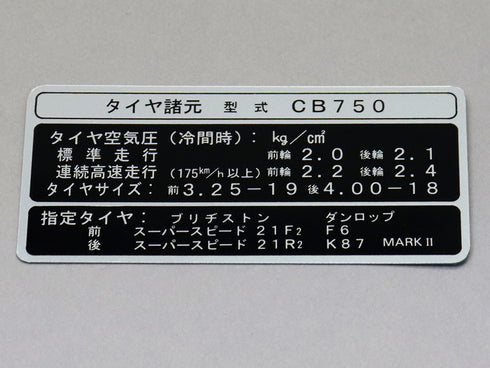 タイヤ諸元 型式 CB750
タイヤ空気圧（冷間時）：kg/cm²
標準走行 前輪 2.0 後輪 2.1
連続高速走行（175km/h以上）前輪 2.2 後輪 2.4
タイヤサイズ：前3.25-19 後4.00-18
指定タイヤ： ブリヂストン ダンロップ
前 スーパースピード 21F2 F6
後 スーパースピード 21R2 K87 MARK II